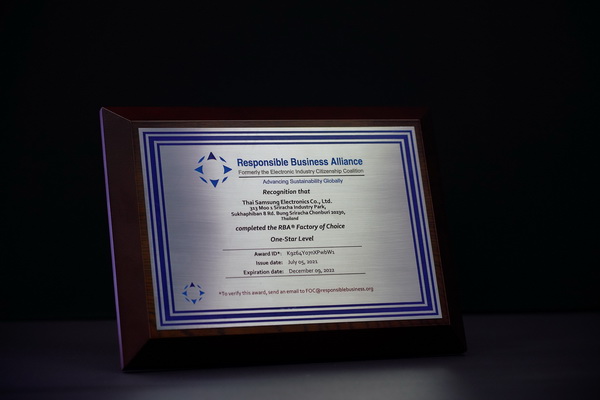 Responsible Business Alliance
Formerly the Electronic Industry Citizenship Coalition
Advancing Sustainability Globally
Recognition that
Thai Samsung Electronics Co., Ltd.
313 Moo 1 Sriracha Industry Park,
Sukhaphiban 8 Rd. Bung Sriracha Chonburi 20230,
Thailand
completed the RBA® Factory of Choice
One-Star Level
Award ID*:
Issue date: July 05, 2021
Expiration date: December 09, 2022
*To verify this award, send an email to FOC@responsiblebusiness.org